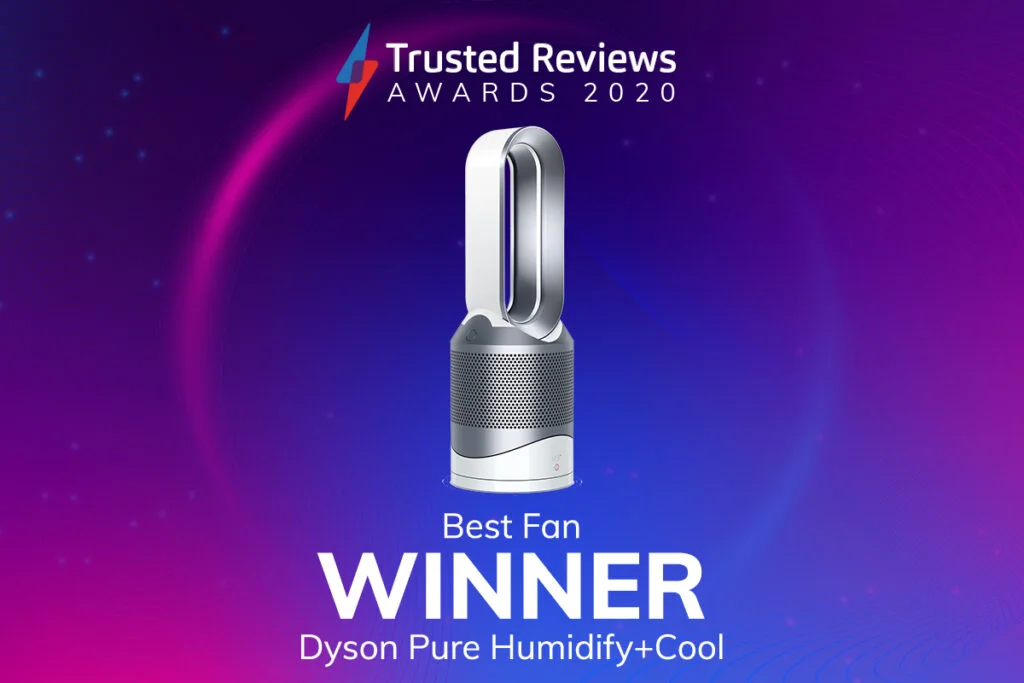 Trusted Reviews
AWARDS 2020
Best Fan
WINNER
Dyson Pure Humidify+Cool